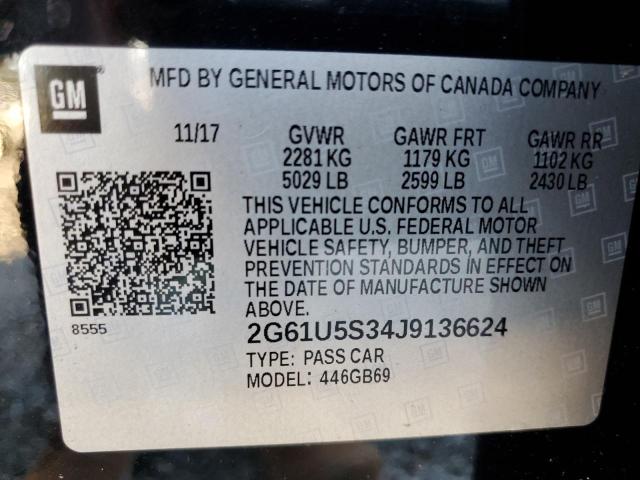 GM ®
MFD BY GENERAL MOTORS OF CANADA COMPANY
11/17 GVWR GAWR FRT GAWR RR
2281 KG 1179 KG 1102 KG
5029 LB 2599 LB 2430 LB
THIS VEHICLE CONFORMS TO ALL
APPLICABLE U.S. FEDERAL MOTOR
VEHICLE SAFETY, BUMPER, AND THEFT
PREVENTION STANDARDS IN EFFECT ON
THE DATE OF MANUFACTURE SHOWN
ABOVE.
8555
2G61U5S34J9136624
TYPE: PASS CAR
MODEL: 446GB69